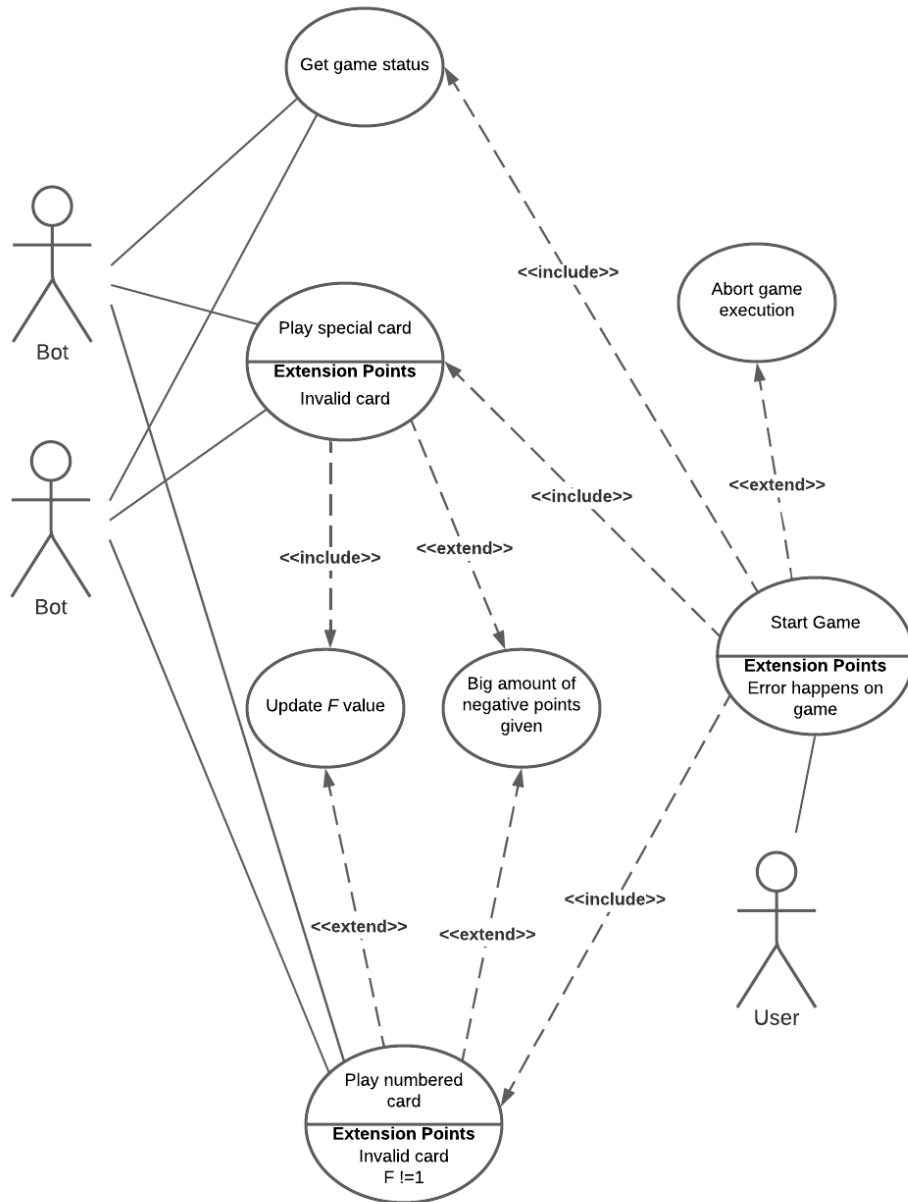 Get game status
<<include>>
Abort game
execution
Bot
Play special card
Extension Points
Invalid card
<<extend>>
<<include>>
<<include>>
<<extend>>
Bot
Start Game
Extension Points
Error happens on
game
Update F value
Big amount of
negative points
given
<<include>>
<<extend>>
<<extend>>
User
Play numbered
card
Extension Points
Invalid card
F !=1